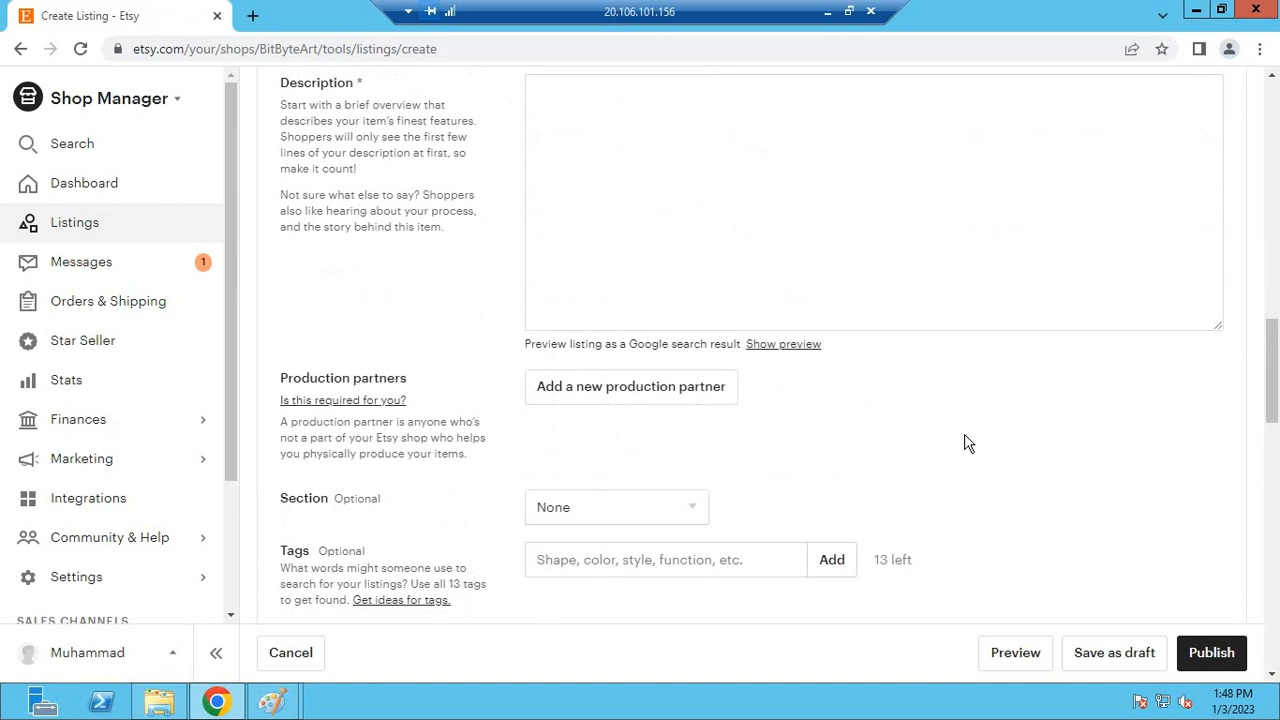 Create Listing - Etsy
20.106.101.156
etsy.com/your/shops/BitByteArt/tools/listings/create
Shop Manager
Search
Dashboard
Listings
Messages
1
Orders & Shipping
Star Seller
Stats
Finances
Marketing
Integrations
Community & Help
Settings
SALES CHANNELS
Muhammad
Description *
Start with a brief overview that
describes your item's finest features.
Shoppers will only see the first few
lines of your description at first, so
make it count!
Not sure what else to say? Shoppers
also like hearing about your process,
and the story behind this item.
Preview listing as a Google search result Show preview
Production partners
Is this required for you?
A production partner is anyone who's
not a part of your Etsy shop who helps
you physically produce your items.
Add a new production partner
Section Optional
None
Tags Optional
What words might someone use to
search for your listings? Use all 13 tags
to get found. Get ideas for tags.
Shape, color, style, function, etc.
Add
13 left
Cancel
Preview
Save as draft
Publish
1:48 PM
1/3/2023